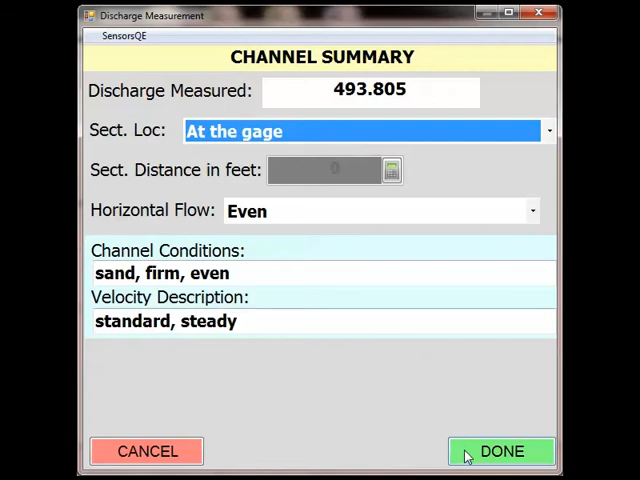 Discharge Measurement
SensorsQE
CHANNEL SUMMARY
Discharge Measured: 493.805
Sect. Loc: At the gage
Sect. Distance in feet: 0
Horizontal Flow: Even
Channel Conditions:
sand, firm, even
Velocity Description:
standard, steady
CANCEL DONE